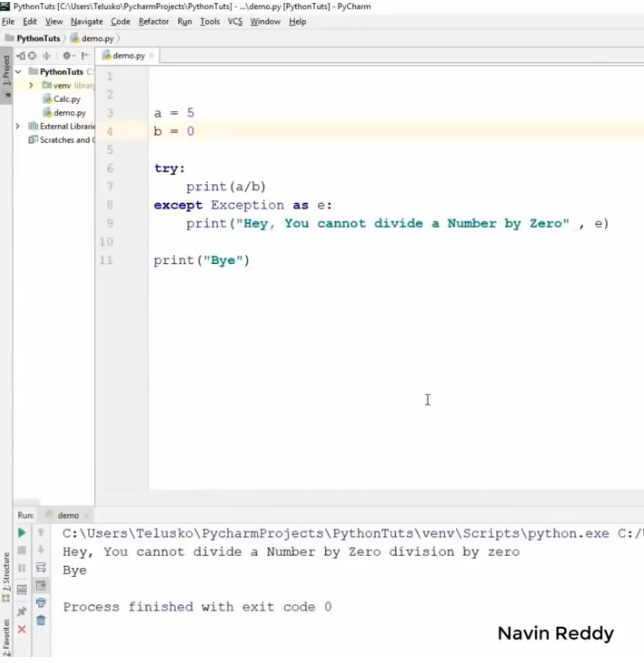 PythonTuts [C:\Users\Telusko\PycharmProjects\PythonTuts] - ...\demo.py [PythonTuts] - PyCharm
File Edit View Navigate Code Refactor Run Tools VCS Window Help
PythonTuts demo.py
demo.py
1: Project
PythonTuts C:
venv library
Calc.py
demo.py
External Librarie
Scratches and C
1
2
3 a = 5
4 b = 0
5
6 try:
7 print(a/b)
8 except Exception as e:
9 print("Hey, You cannot divide a Number by Zero" , e)
10
11 print("Bye")
Run: demo
C:\Users\Telusko\PycharmProjects\PythonTuts\venv\Scripts\python.exe C:/U
Hey, You cannot divide a Number by Zero division by zero
Bye
Process finished with exit code 0
7: Structure
2: Favorites
Navin Reddy